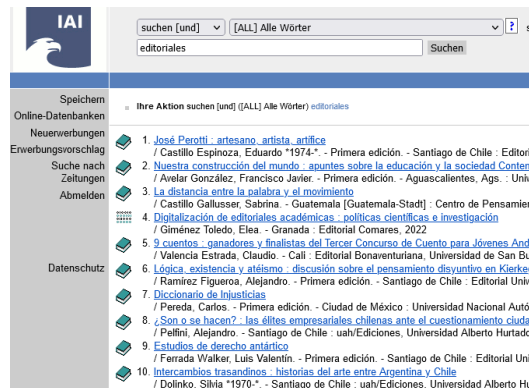 IAI
suchen [und] [ALL] Alle Wörter ?
editoriales Suchen
Speichern
Online-Datenbanken
Neuerwerbungen
Erwerbungsvorschlag
Suche nach
Zeitungen
Abmelden
Datenschutz
Ihre Aktion suchen [und] ([ALL] Alle Wörter) editoriales
1. José Perotti : artesano, artista, artífice
/ Castillo Espinoza, Eduardo *1974-*. - Primera edición. - Santiago de Chile : Editori
2. Nuestra construcción del mundo : apuntes sobre la educación y la sociedad Conten
/ Avelar González, Francisco Javier. - Primera edición. - Aguascalientes, Ags. : Univ
3. La distancia entre la palabra y el movimiento
/ Castillo Gallusser, Sabrina. - Guatemala [Guatemala-Stadt] : Centro de Pensamien
4. Digitalización de editoriales académicas : políticas científicas e investigación
/ Giménez Toledo, Elea. - Granada : Editorial Comares, 2022
5. 9 cuentos : ganadores y finalistas del Tercer Concurso de Cuento para Jóvenes And
/ Valencia Estrada, Claudio. - Cali : Editorial Bonaventuriana, Universidad de San Bu
6. Lógica, existencia y atéismo : discusión sobre el pensamiento disyuntivo en Kierke
/ Ramírez Figueroa, Alejandro. - Primera edición. - Santiago de Chile : Editorial Univ
7. Diccionario de Injusticias
/ Pereda, Carlos. - Primera edición. - Ciudad de México : Universidad Nacional Autó
8. ¿Son o se hacen? : las élites empresariales chilenas ante el cuestionamiento ciuda
/ Pelfini, Alejandro. - Santiago de Chile : uah/Ediciones, Universidad Alberto Hurtado
9. Estudios de derecho antártico
/ Ferrada Walker, Luis Valentín. - Primera edición. - Santiago de Chile : Editorial Uni
10. Intercambios trasandinos : historias del arte entre Argentina y Chile
/ Dolinko, Silvia *1970-*. - Santiago de Chile : uah/Ediciones, Universidad Alberto Hu